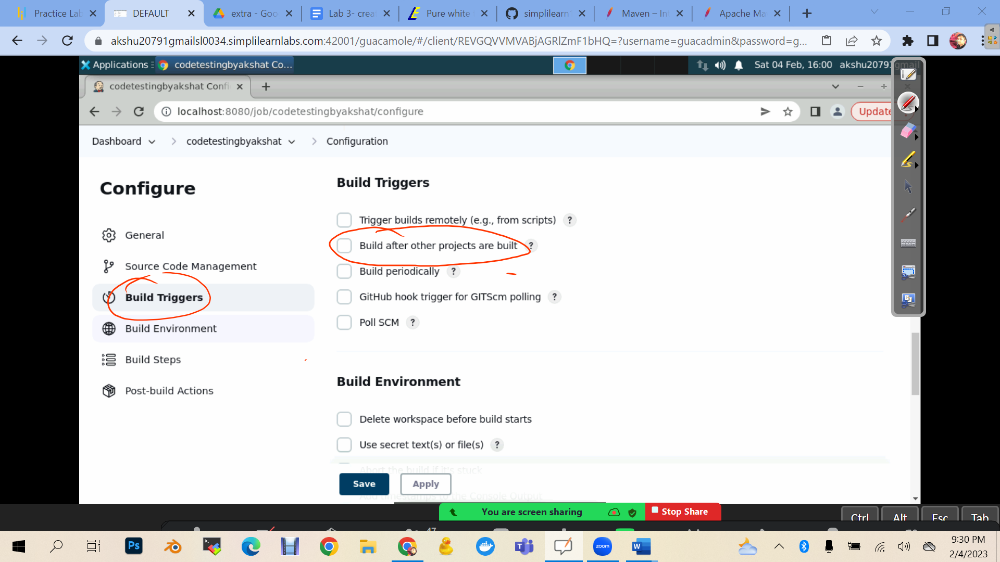 Practice Lab
DEFAULT
extra - Goo
Lab 3- crea
Pure white
simplilearn
Maven – Int
Apache Ma
akshu20791gmailsl0034.simplilearnlabs.com:42001/guacamole/#/client/REVGQVVMVABjAGRlZmF1bHQ=?username=guacadmin&password=g...
Applications
codetestingbyakshat Co...
Sat 04 Feb, 16:00
akshu20791gmail
codetestingbyakshat Confi
localhost:8080/job/codetestingbyakshat/configure
Update
Dashboard
codetestingbyakshat
Configuration
Configure
General
Source Code Management
Build Triggers
Build Environment
Build Steps
Post-build Actions
Build Triggers
Trigger builds remotely (e.g., from scripts) ?
Build after other projects are built ?
Build periodically ?
GitHub hook trigger for GITScm polling ?
Poll SCM ?
Build Environment
Delete workspace before build starts
Use secret text(s) or file(s) ?
Abort the build if it's stuck
Add timestamps to the Console Output
Save
Apply
You are screen sharing
Stop Share
Ctrl
Alt
Esc
Tab
47
Ps
zoom
W
9:30 PM
2/4/2023